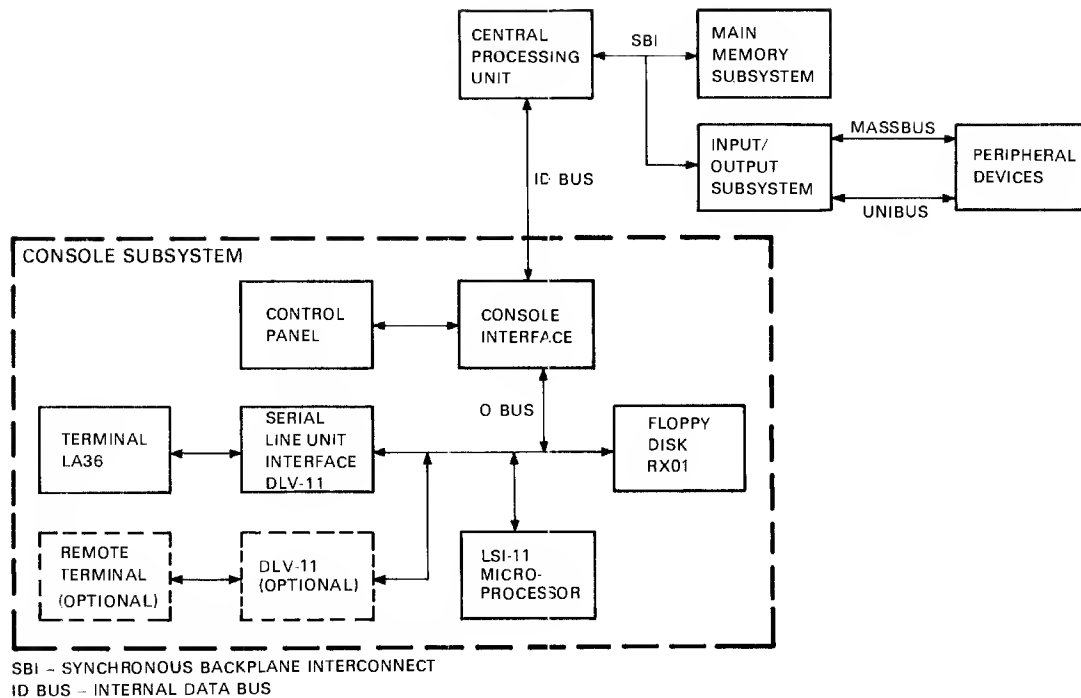 CENTRAL
PROCESSING
UNIT
SBI
MAIN
MEMORY
SUBSYSTEM
INPUT/
OUTPUT
SUBSYSTEM
MASSBUS
UNIBUS
PERIPHERAL
DEVICES
ID BUS
CONSOLE SUBSYSTEM
CONTROL
PANEL
CONSOLE
INTERFACE
O BUS
TERMINAL
LA36
SERIAL
LINE UNIT
INTERFACE
DLV-11
FLOPPY
DISK
RX01
REMOTE
TERMINAL
(OPTIONAL)
DLV-11
(OPTIONAL)
LSI-11
MICRO-
PROCESSOR
SBI – SYNCHRONOUS BACKPLANE INTERCONNECT
ID BUS – INTERNAL DATA BUS